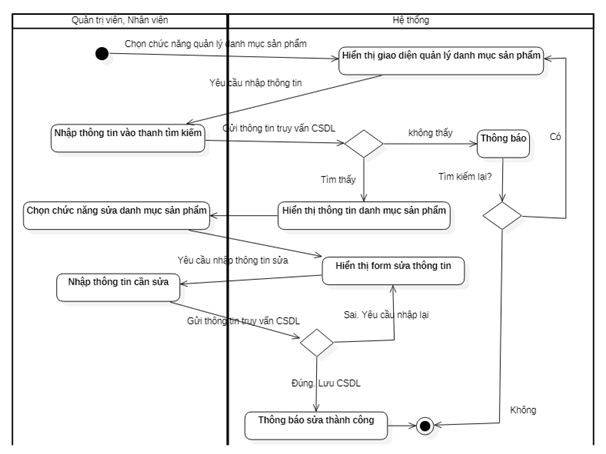 Quản trị viên, Nhân viên
Hệ thống
Chọn chức năng quản lý danh mục sản phẩm
Hiển thị giao diện quản lý danh mục sản phẩm
Yêu cầu nhập thông tin
Nhập thông tin vào thanh tìm kiếm
Gửi thông tin truy vấn CSDL
không thấy
Thông báo
Có
Tìm thấy
Tìm kiếm lại?
Chọn chức năng sửa danh mục sản phẩm
Hiển thị thông tin danh mục sản phẩm
Yêu cầu nhập thông tin sửa
Hiển thị form sửa thông tin
Nhập thông tin cần sửa
Gửi thông tin truy vấn CSDL
Sai. Yêu cầu nhập lại
Đúng. Lưu CSDL
Thông báo sửa thành công
Không